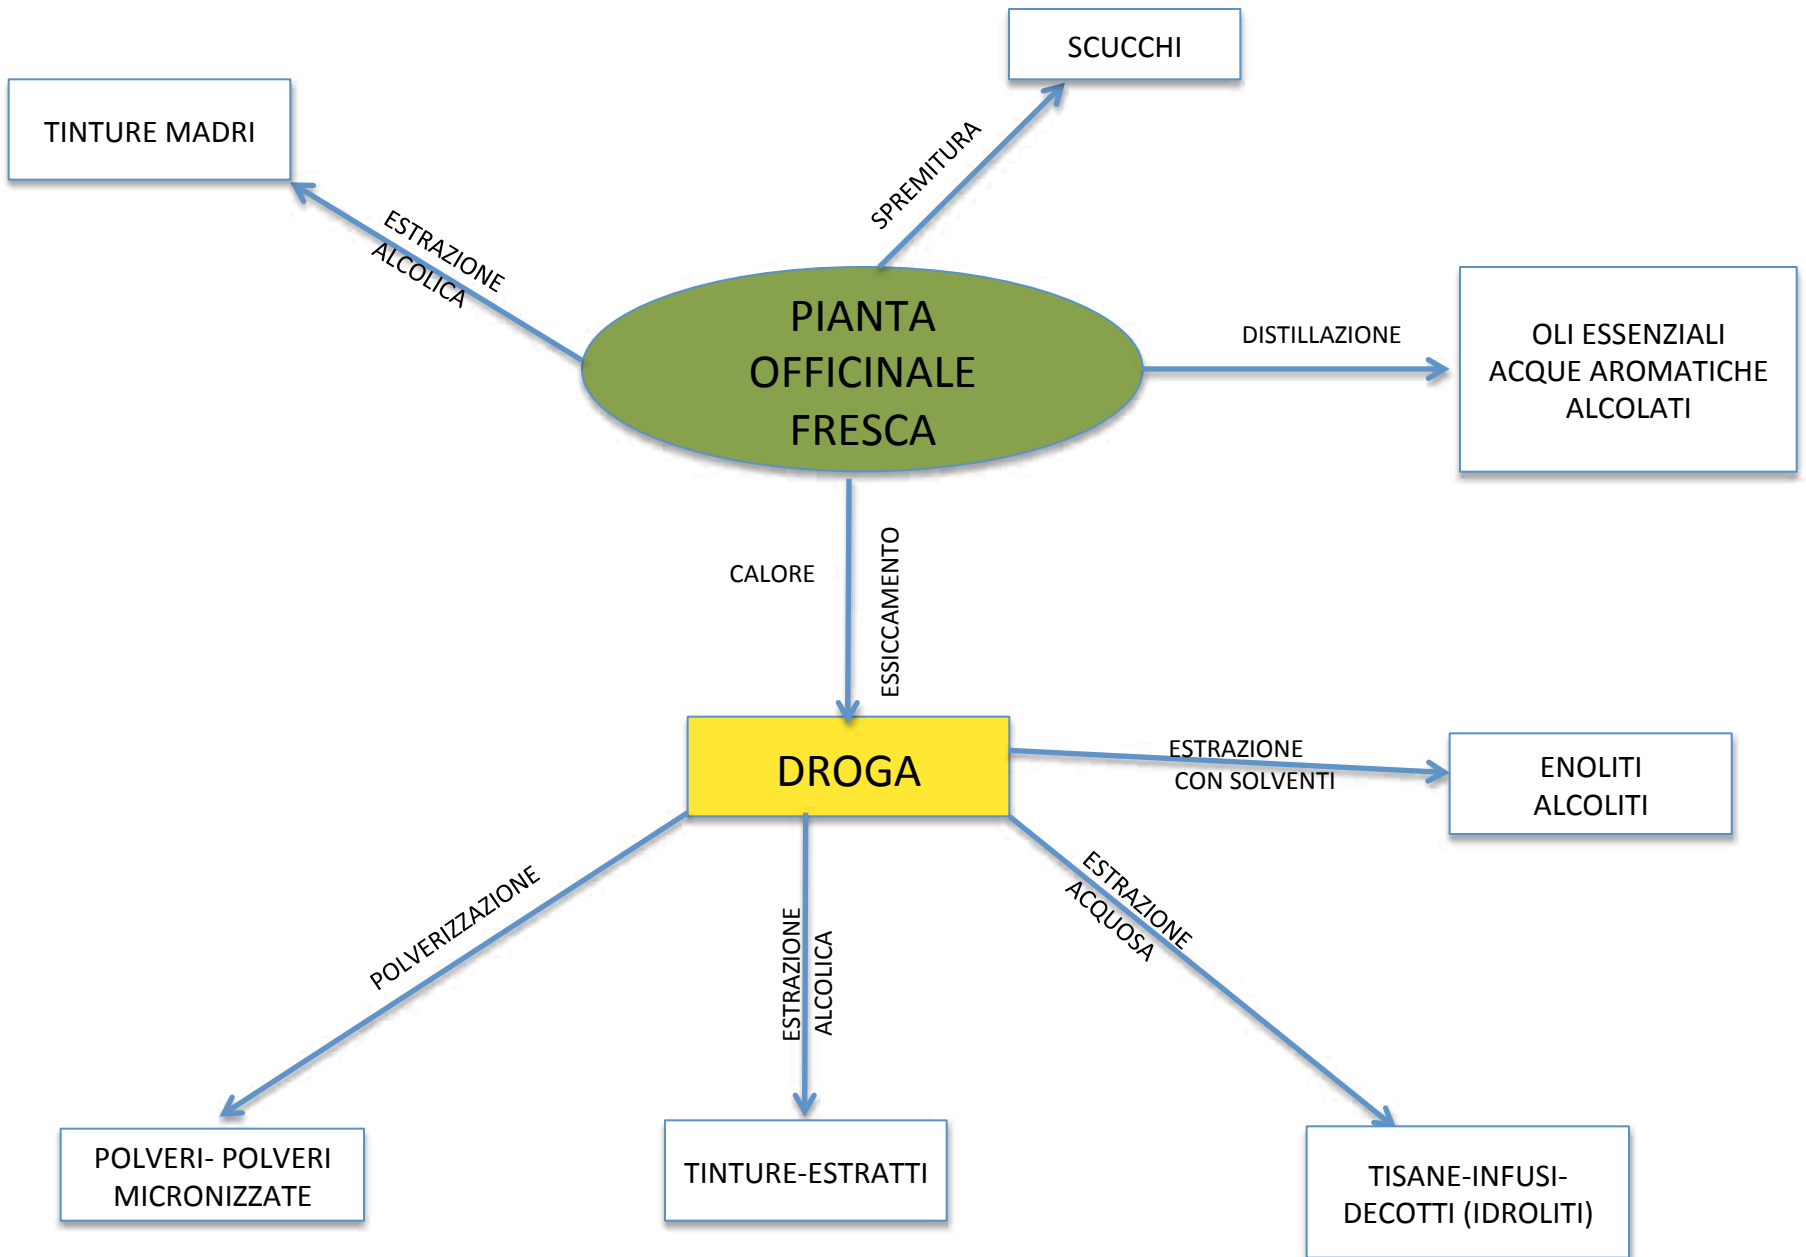 SCUCCHI
TINTURE MADRI
SPREMITURA
ESTRAZIONE
ALCOLICA
PIANTA
OFFICINALE
FRESCA
DISTILLAZIONE
OLI ESSENZIALI
ACQUE AROMATICHE
ALCOLATI
CALORE
ESSICCAMENTO
DROGA
ESTRAZIONE
CON SOLVENTI
ENOLITI
ALCOLITI
POLVERIZZAZIONE
ESTRAZIONE
ALCOLICA
ESTRAZIONE
ACQUOSA
POLVERI- POLVERI
MICRONIZZATE
TINTURE-ESTRATTI
TISANE-INFUSI-
DECOTTI (IDROLITI)